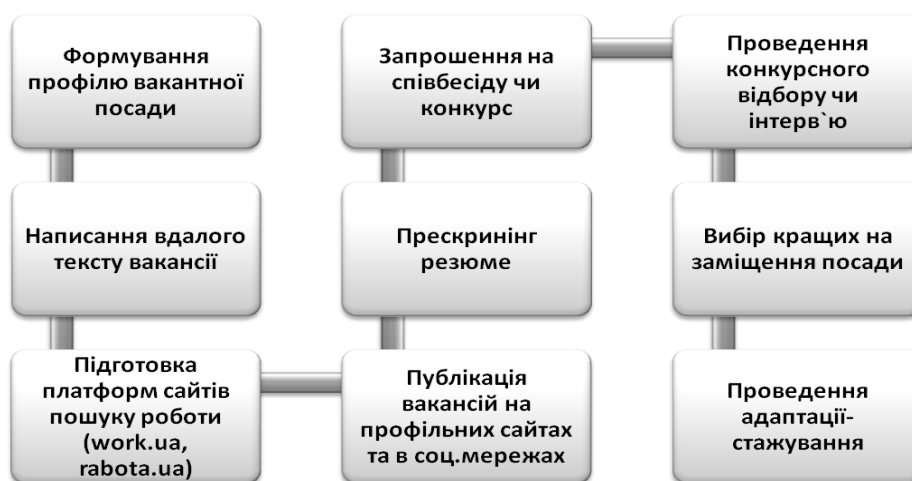 Формування
профілю вакантної
посади
Написання вдалого
тексту вакансії
Підготовка
платформ сайтів
пошуку роботи
(work.ua,
rabota.ua)
Публікація
вакансій на
профільних сайтах
та в соц.мережах
Прескринінг
резюме
Запрошення на
співбесіду чи
конкурс
Проведення
конкурсного
відбору чи
інтерв`ю
Вибір кращих на
заміщення посади
Проведення
адаптації-
стажування